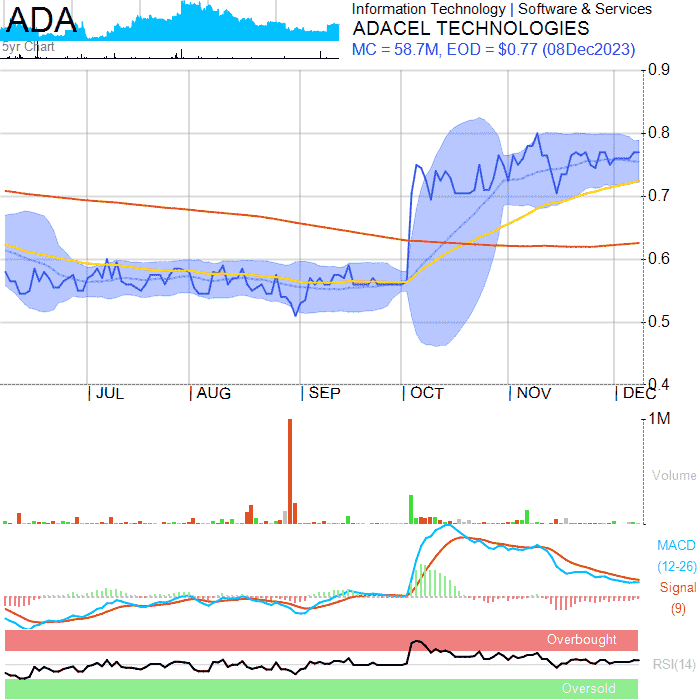 ADA
5yr Chart
Information Technology | Software & Services
ADACEL TECHNOLOGIES
MC = 58.7M, EOD = $0.77 (08Dec2023)
0.9
0.8
0.7
0.6
0.5
0.4
| JUL | AUG | SEP | OCT | NOV | DEC
1M
Volume
MACD
(12-26)
Signal
(9)
Overbought
RSI(14)
Oversold